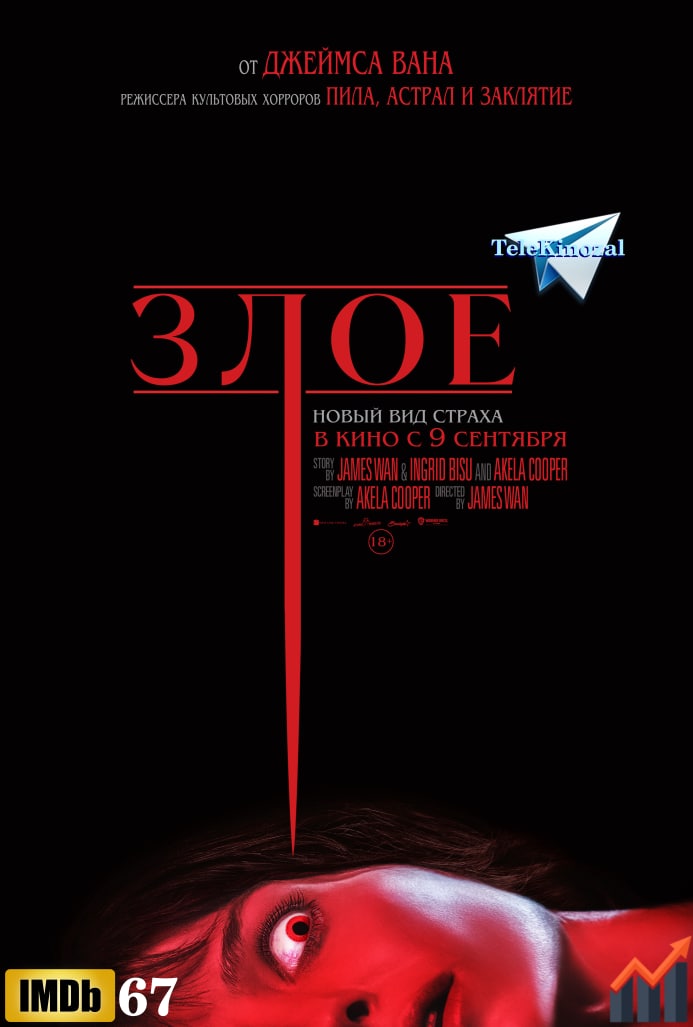 ОТ ДЖЕЙМСА ВАНА
РЕЖИССЕРА КУЛЬТОВЫХ ХОРРОРОВ ПИЛА, АСТРАЛ И ЗАКЛЯТИЕ
TeleKinozal
ЗЛОЕ
НОВЫЙ ВИД СТРАХА
В КИНО С 9 СЕНТЯБРЯ
STORY BY JAMES WAN & INGRID BISU AND AKELA COOPER
SCREENPLAY BY AKELA COOPER DIRECTED BY JAMES WAN
18+
IMDb 67